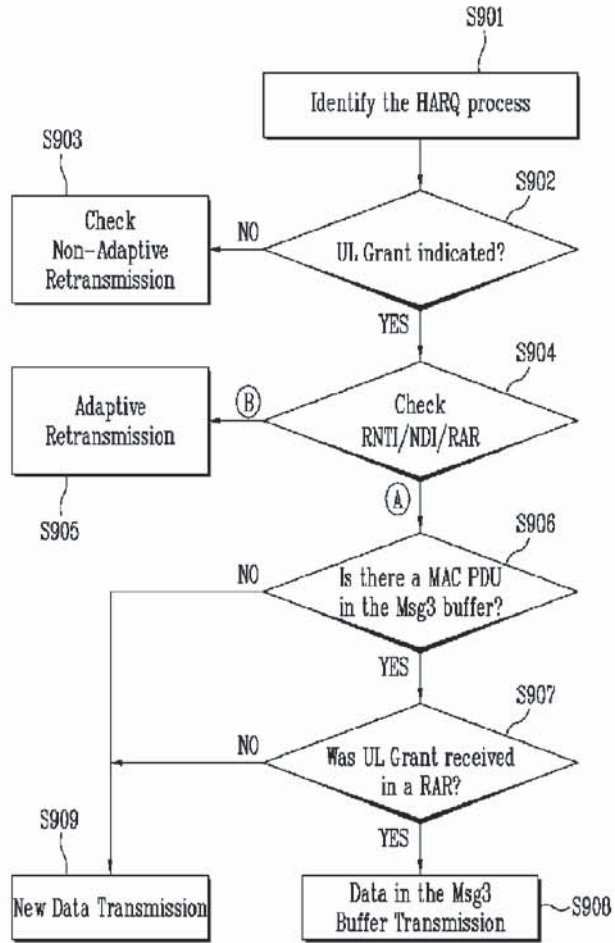 S901
Identify the HARQ process
S903
S902
Check
Non-Adaptive
Retransmission
NO
UL Grant indicated?
YES
S904
Adaptive
Retransmission
B
Check
RNTI/NDI/RAR
S905
A
S906
NO
Is there a MAC PDU
in the Msg3 buffer?
YES
S907
NO
Was UL Grant received
in a RAR?
S909
YES
New Data Transmission
Data in the Msg3
Buffer Transmission
S908